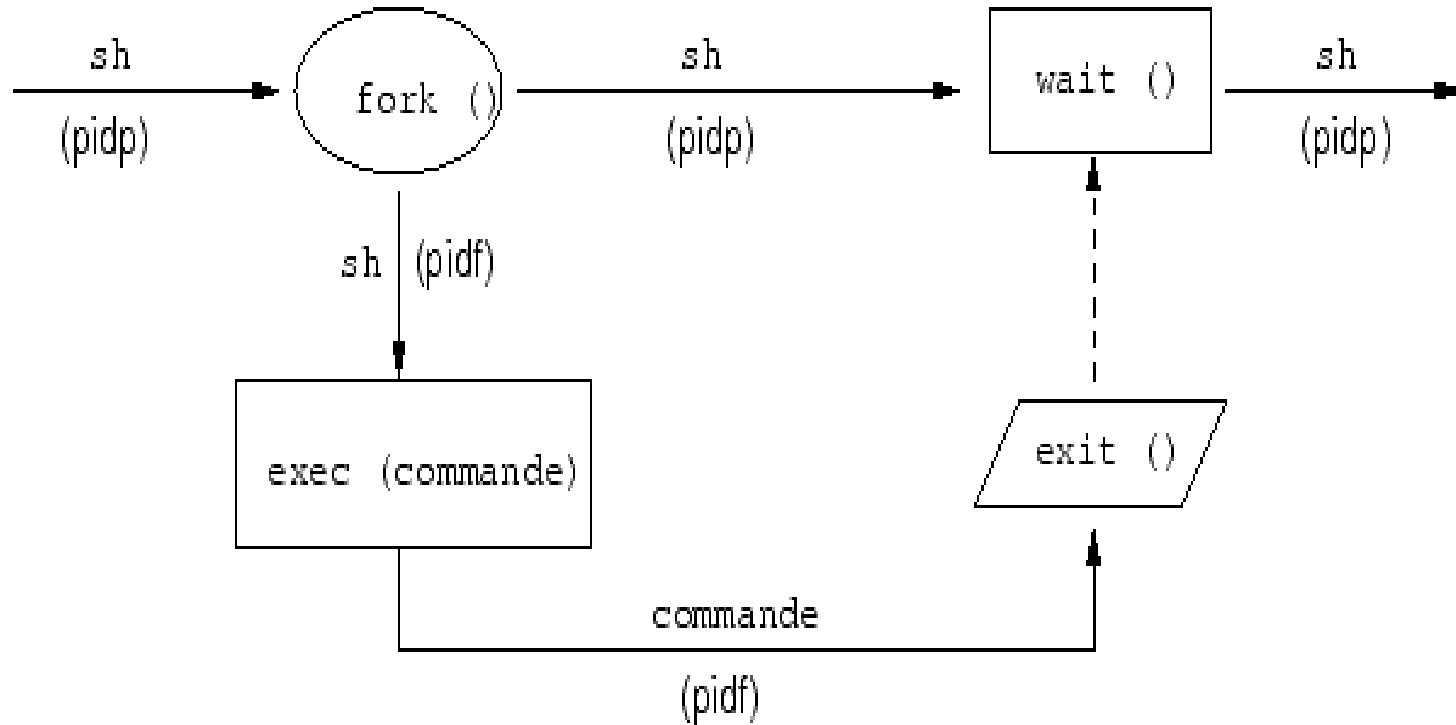 sh
(pidp)
fork ()
sh
(pidp)
wait ()
sh
(pidp)
sh (pidf)
exec (commande)
exit ()
commande
(pidf)